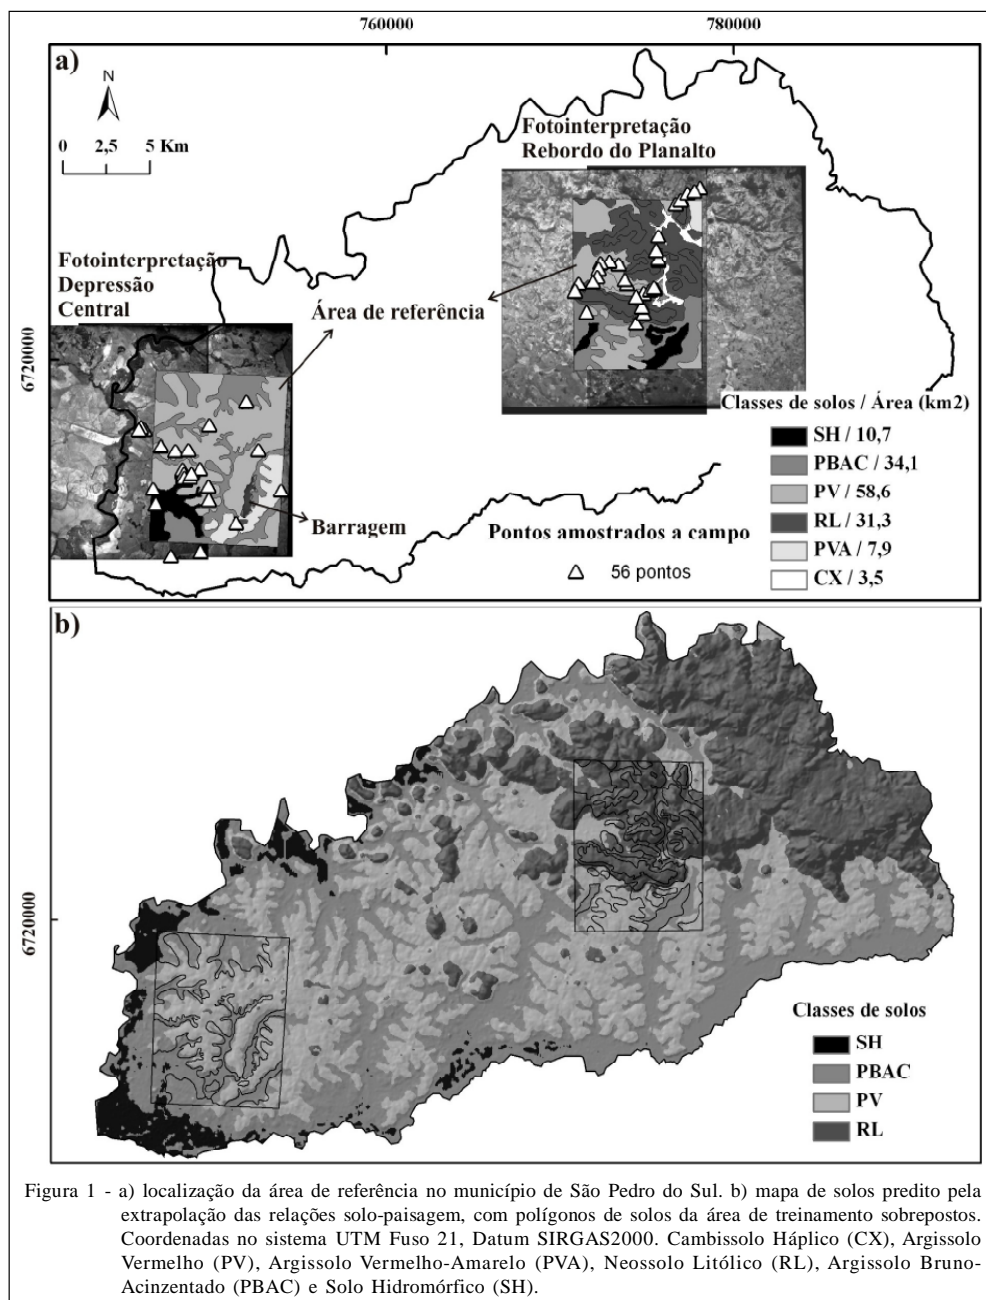 760000
780000
a)
N
0 2,5 5 Km
Fotointerpretação
Rebordo do Planalto
Fotointerpretação
Depressão
Central
Área de referência
6720000
Barragem
Pontos amostrados a campo
56 pontos
Classes de solos / Área (km2)
SH / 10,7
PBAC / 34,1
PV / 58,6
RL / 31,3
PVA / 7,9
CX / 3,5
b)
6720000
Classes de solos
SH
PBAC
PV
RL
Figura 1 - a) localização da área de referência no município de São Pedro do Sul. b) mapa de solos predito pela
extrapolação das relações solo-paisagem, com polígonos de solos da área de treinamento sobrepostos.
Coordenadas no sistema UTM Fuso 21, Datum SIRGAS2000. Cambissolo Háplico (CX), Argissolo
Vermelho (PV), Argissolo Vermelho-Amarelo (PVA), Neossolo Litólico (RL), Argissolo Bruno-
Acinzentado (PBAC) e Solo Hidromórfico (SH).